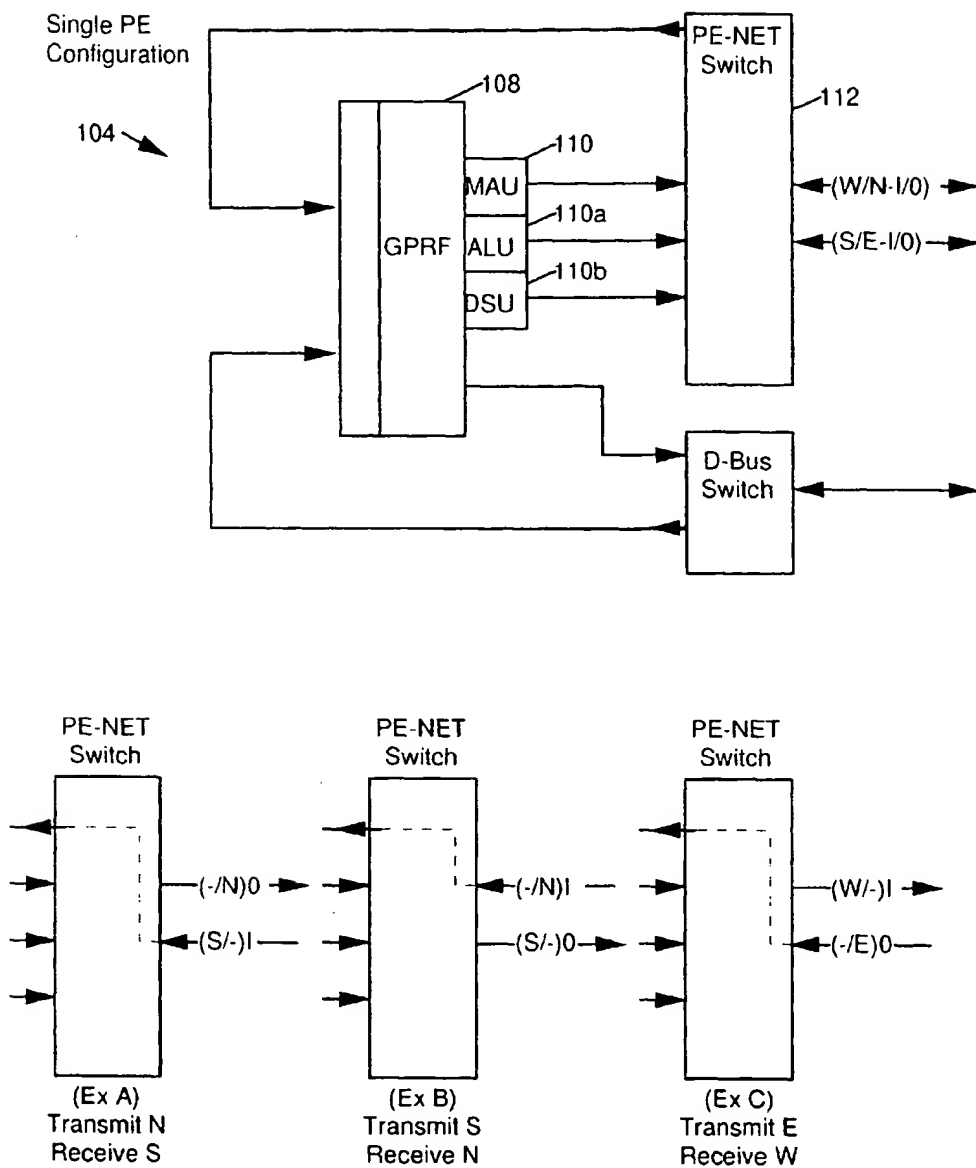 Single PE
Configuration
PE-NET
Switch
108
112
104
110
MAU
110a
(W/N-I/0)
GPRF
ALU
(S/E-I/0)
110b
DSU
D-Bus
Switch
PE-NET
Switch
PE-NET
Switch
PE-NET
Switch
(-/N)0
(-/N)I
(W/-)I
(S/-)I
(S/-)0
(-/E)0
(Ex A)
Transmit N
Receive S
(Ex B)
Transmit S
Receive N
(Ex C)
Transmit E
Receive W